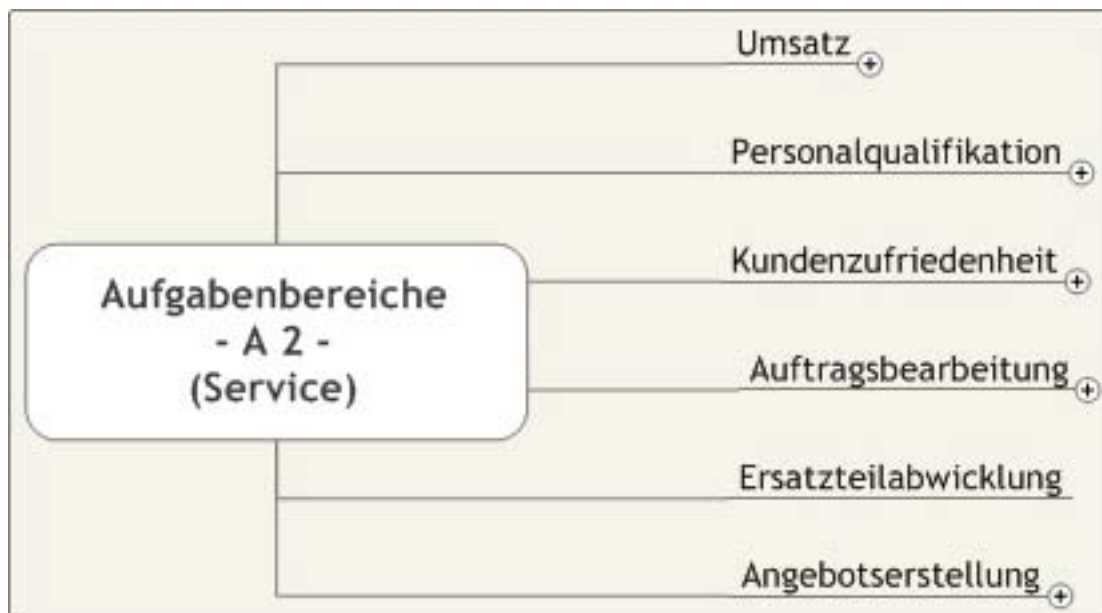 Umsatz
Personalqualifikation
Kundenzufriedenheit
Aufgabenbereiche
- A 2 -
(Service)
Auftragsbearbeitung
Ersatzteilabwicklung
Angebotserstellung